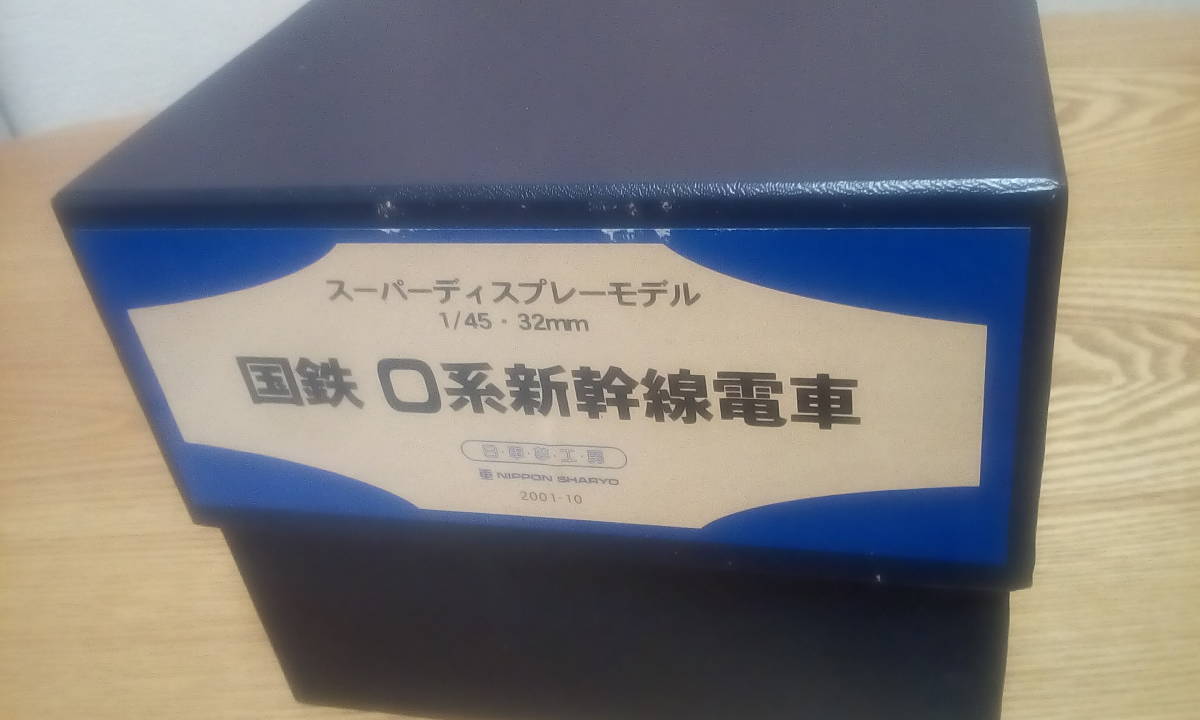 スーパーディスプレーモデル
1/45・32mm
国鉄 0系新幹線電車
日・車・夢・工・房
NIPPON SHARYO
2001-10